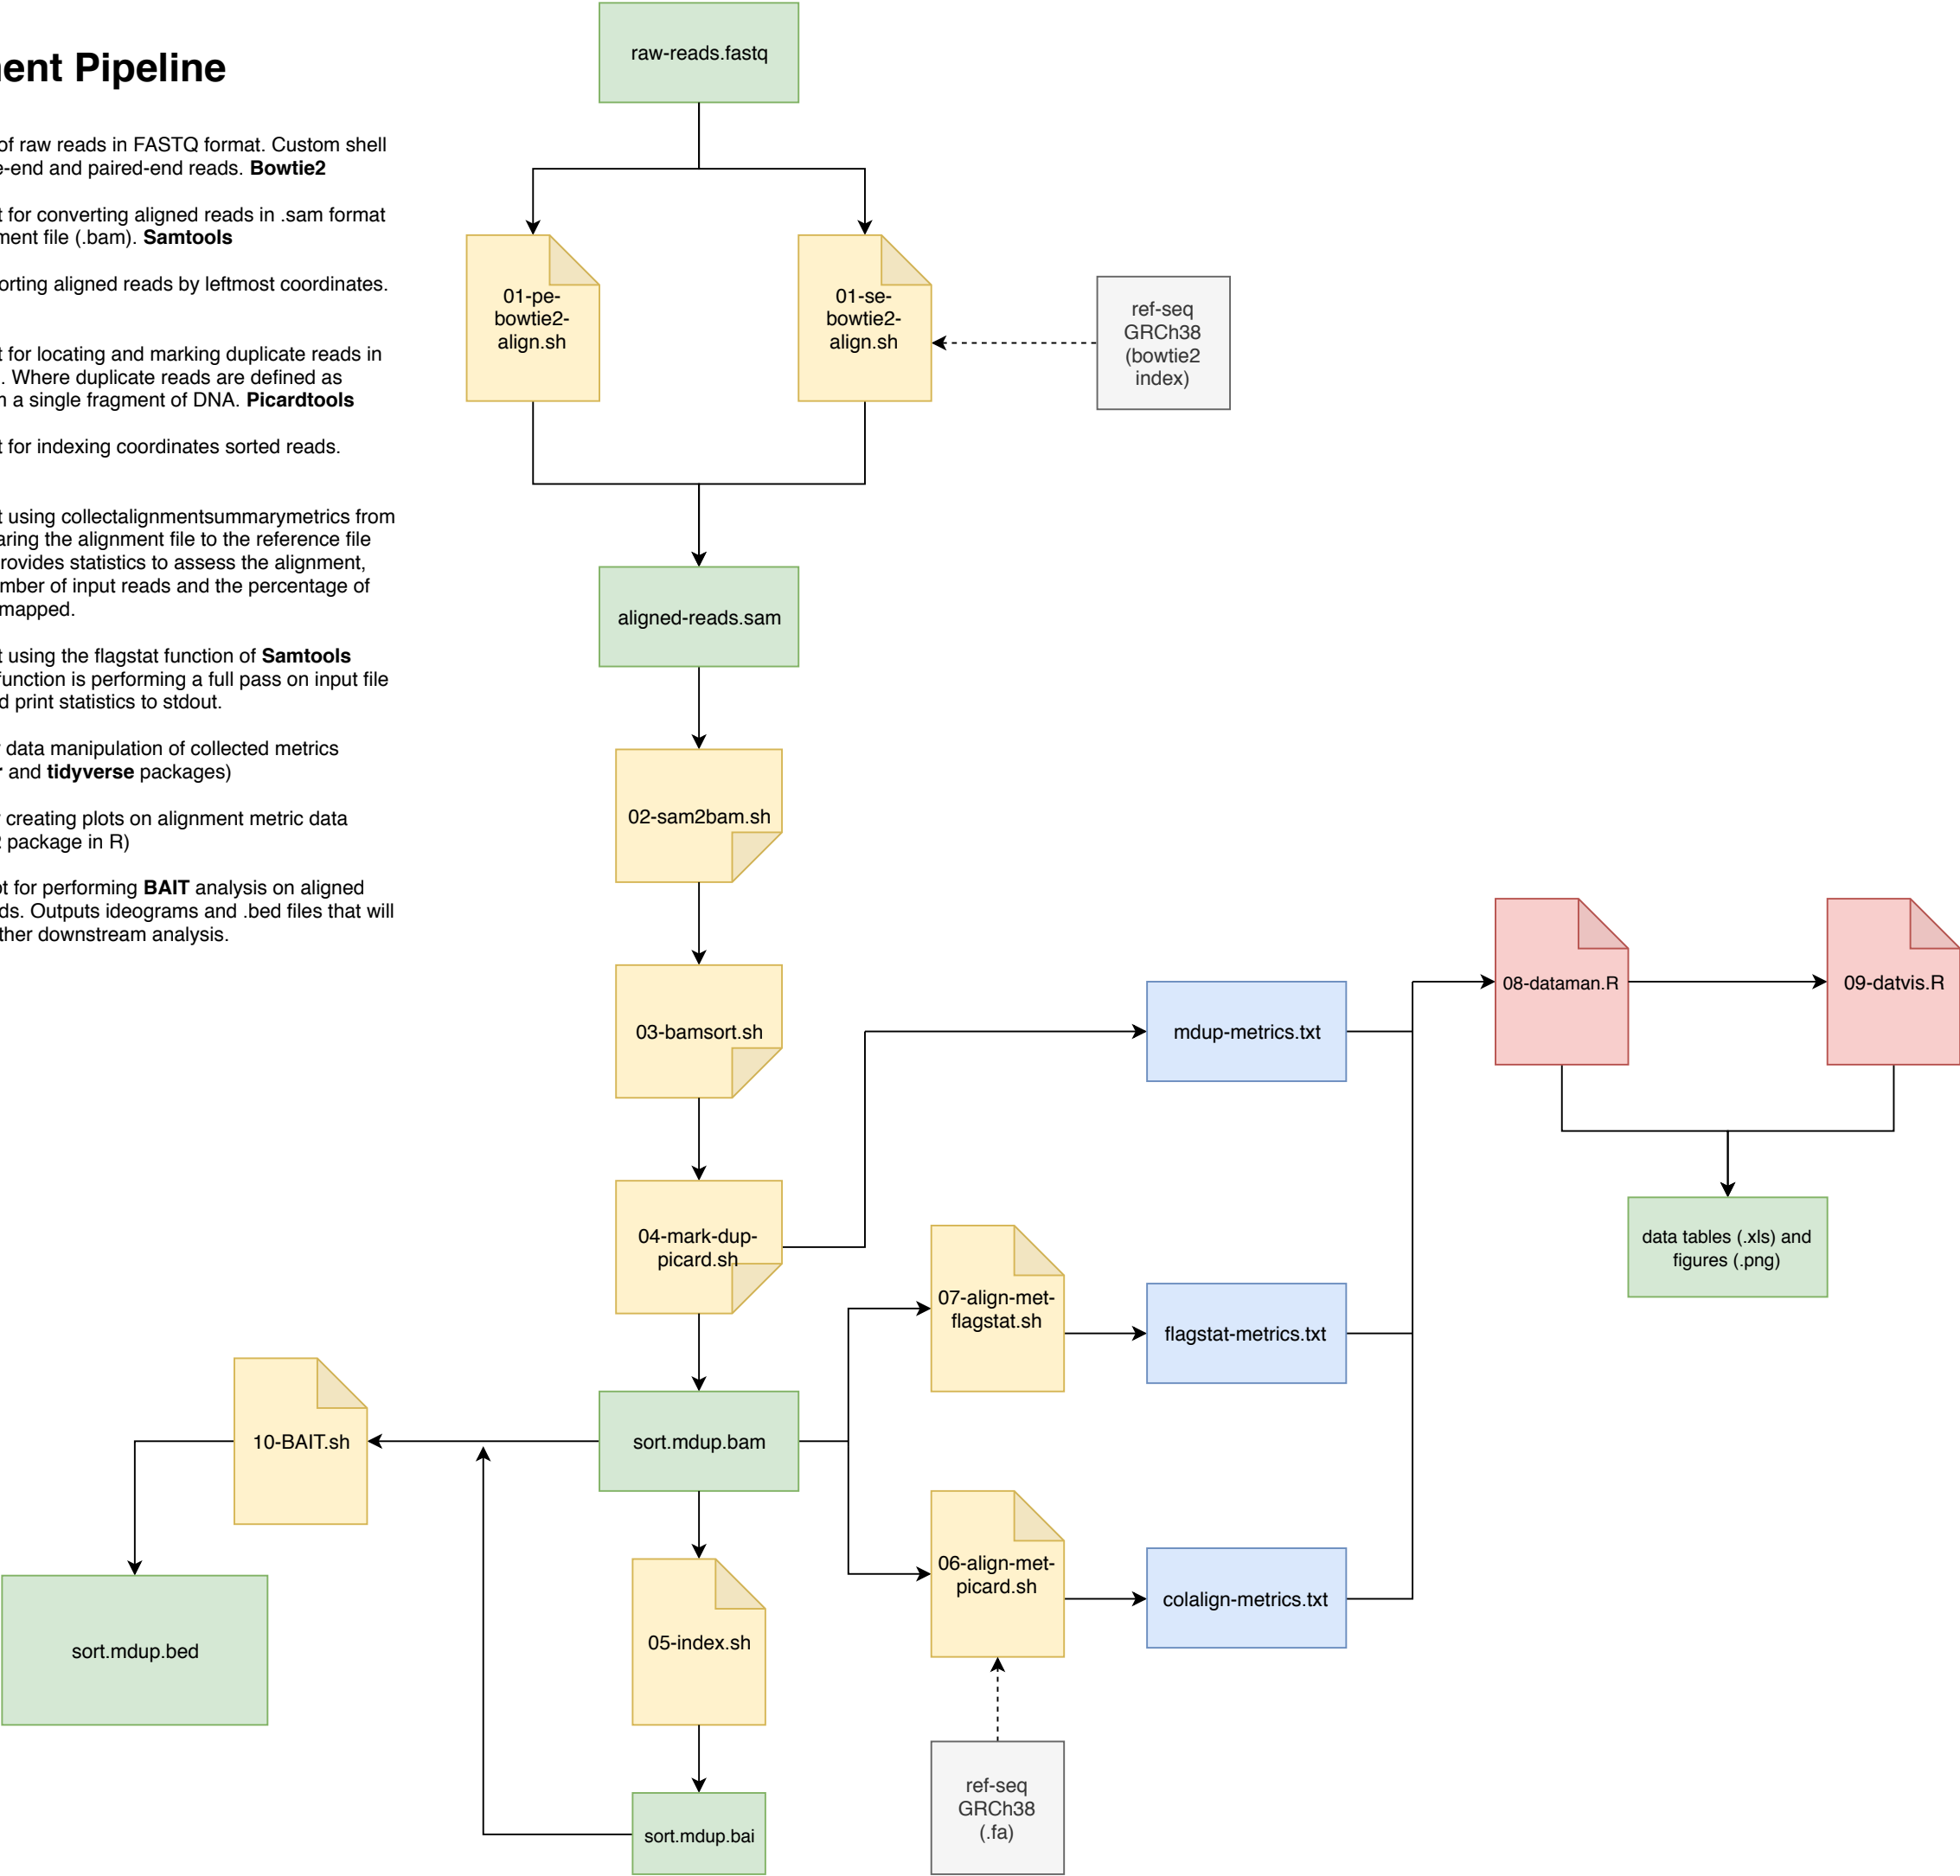 ent Pipeline
of raw reads in FASTQ format. Custom shell
e-end and paired-end reads. Bowtie2
t for converting aligned reads in .sam format
ment file (.bam). Samtools
orting aligned reads by leftmost coordinates.
t for locating and marking duplicate reads in
. Where duplicate reads are defined as
n a single fragment of DNA. Picardtools
t for indexing coordinates sorted reads.
t using collectalignmentsummarymetrics from
aring the alignment file to the reference file
rovides statistics to assess the alignment,
mber of input reads and the percentage of
mapped.
t using the flagstat function of Samtools
function is performing a full pass on input file
d print statistics to stdout.
data manipulation of collected metrics
r and tidyverse packages)
creating plots on alignment metric data
2 package in R)
pt for performing BAIT analysis on aligned
ds. Outputs ideograms and .bed files that will
ther downstream analysis.
raw-reads.fastq
01-pe-
bowtie2-
align.sh
01-se-
bowtie2-
align.sh
ref-seq
GRCh38
(bowtie2
index)
aligned-reads.sam
02-sam2bam.sh
03-bamsort.sh
04-mark-dup-
picard.sh
mdup-metrics.txt
08-dataman.R
09-datvis.R
data tables (.xls) and
figures (.png)
07-align-met-
flagstat.sh
flagstat-metrics.txt
10-BAIT.sh
sort.mdup.bam
06-align-met-
picard.sh
colalign-metrics.txt
sort.mdup.bed
05-index.sh
sort.mdup.bai
ref-seq
GRCh38
(.fa)